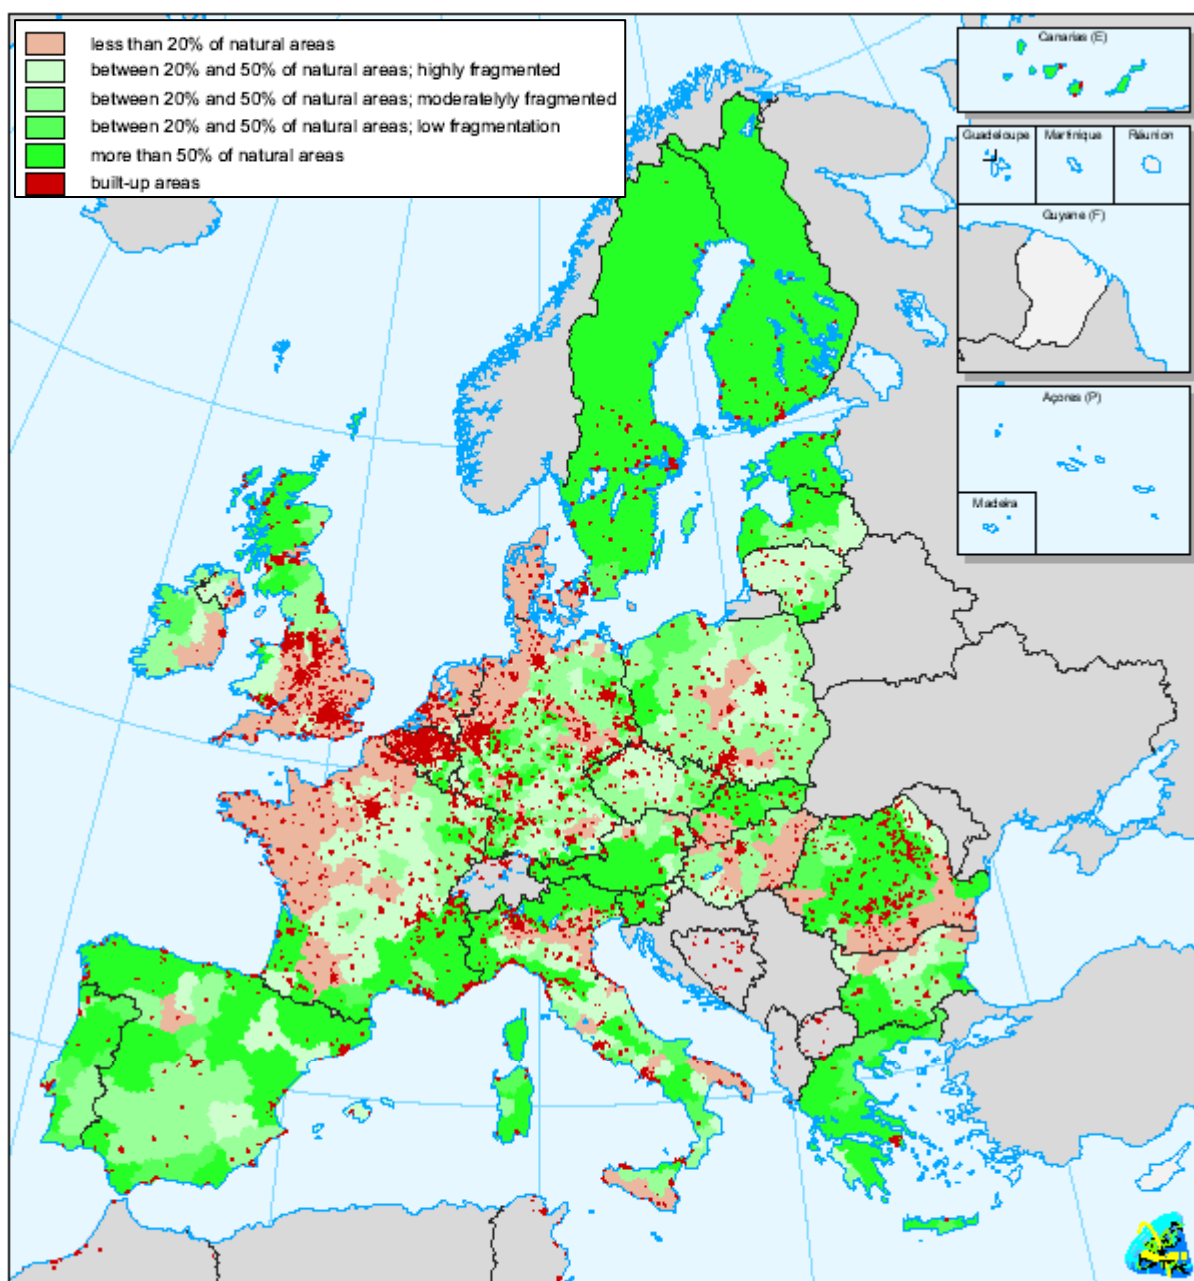 less than 20% of natural areas
between 20% and 50% of natural areas; highly fragmented
between 20% and 50% of natural areas; moderatelyly fragmented
between 20% and 50% of natural areas; low fragmentation
more than 50% of natural areas
built-up areas
Canarias (E)
Guadeloupe
Martinique
Réunion
Guyane (F)
Açores (P)
Madeira